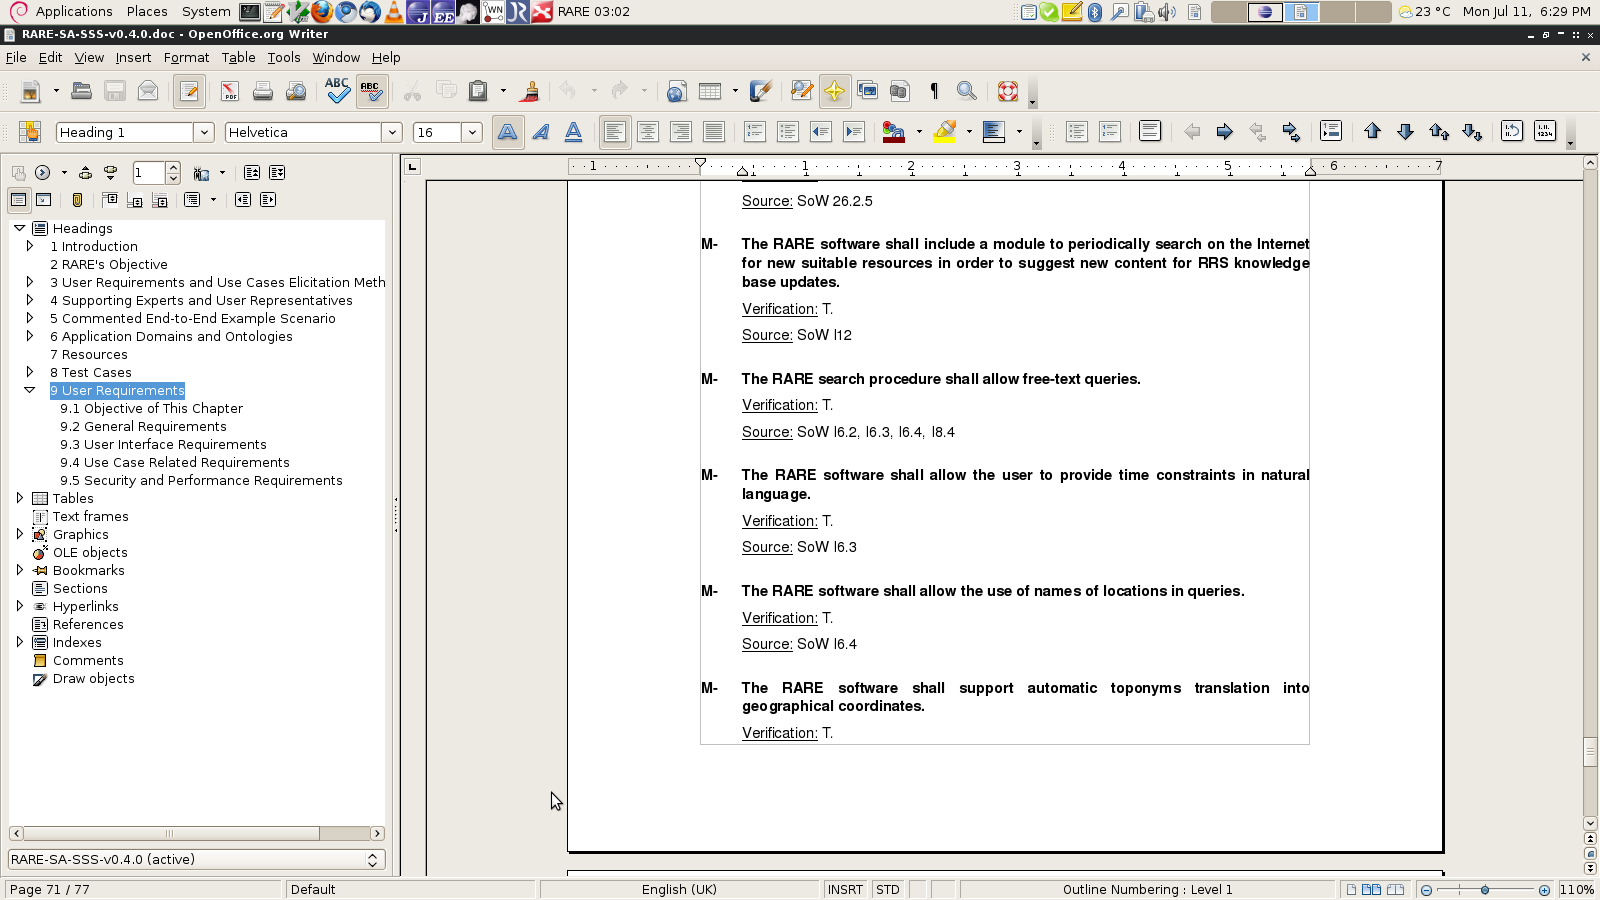 Applications Places System RARE 03:02 23 °C Mon Jul 11, 6:29 PM
RARE-SA-SSS-v0.4.0.doc - OpenOffice.org Writer
File Edit View Insert Format Table Tools Window Help
Heading 1 Helvetica 16
1 1 2 3 4 5 6 7
1
Headings
1 Introduction
2 RARE's Objective
3 User Requirements and Use Cases Elicitation Meth
4 Supporting Experts and User Representatives
5 Commented End-to-End Example Scenario
6 Application Domains and Ontologies
7 Resources
8 Test Cases
9 User Requirements
9.1 Objective of This Chapter
9.2 General Requirements
9.3 User Interface Requirements
9.4 Use Case Related Requirements
9.5 Security and Performance Requirements
Tables
Text frames
Graphics
OLE objects
Bookmarks
Sections
Hyperlinks
References
Indexes
Comments
Draw objects
RARE-SA-SSS-v0.4.0 (active)
Source: SoW 26.2.5
M- The RARE software shall include a module to periodically search on the Internet
for new suitable resources in order to suggest new content for RRS knowledge
base updates.
Verification: T.
Source: SoW I12
M- The RARE search procedure shall allow free-text queries.
Verification: T.
Source: SoW I6.2, I6.3, I6.4, I8.4
M- The RARE software shall allow the user to provide time constraints in natural
language.
Verification: T.
Source: SoW I6.3
M- The RARE software shall allow the use of names of locations in queries.
Verification: T.
Source: SoW I6.4
M- The RARE software shall support automatic toponyms translation into
geographical coordinates.
Verification: T.
Page 71 / 77 Default English (UK) INSRT STD Outline Numbering : Level 1 110%